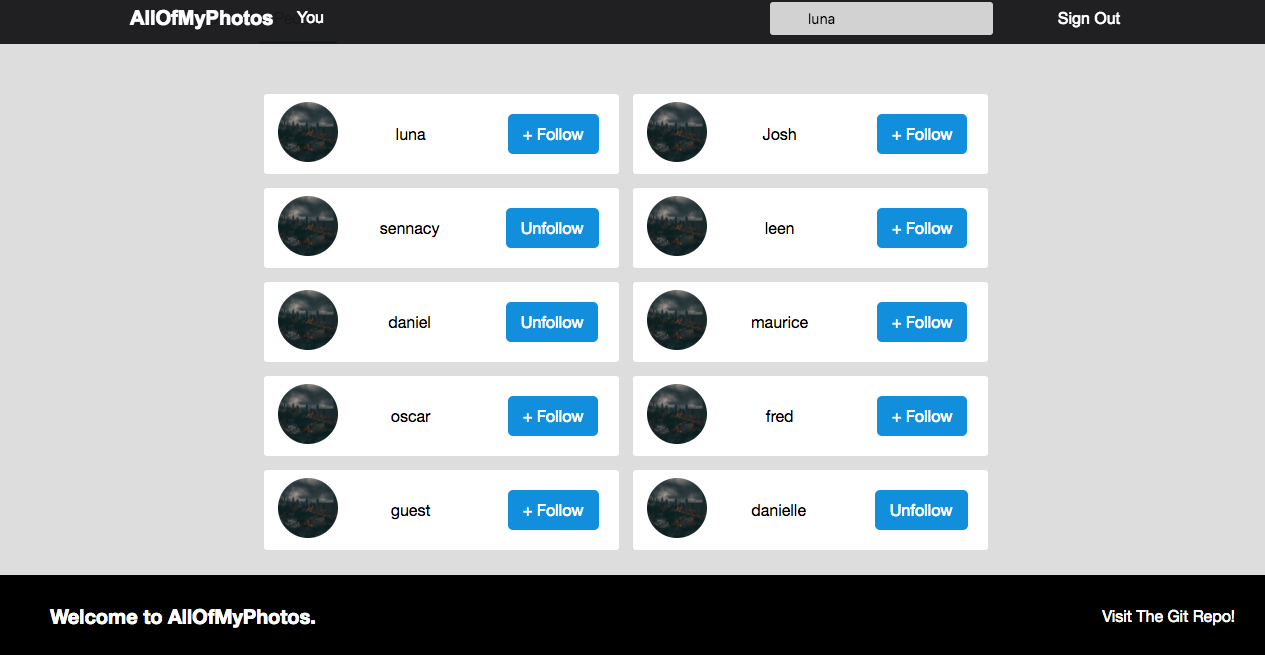 AllOfMyPhotos You luna Sign Out
luna + Follow Josh + Follow
sennacy Unfollow leen + Follow
daniel Unfollow maurice + Follow
oscar + Follow fred + Follow
guest + Follow danielle Unfollow
Welcome to AllOfMyPhotos. Visit The Git Repo!